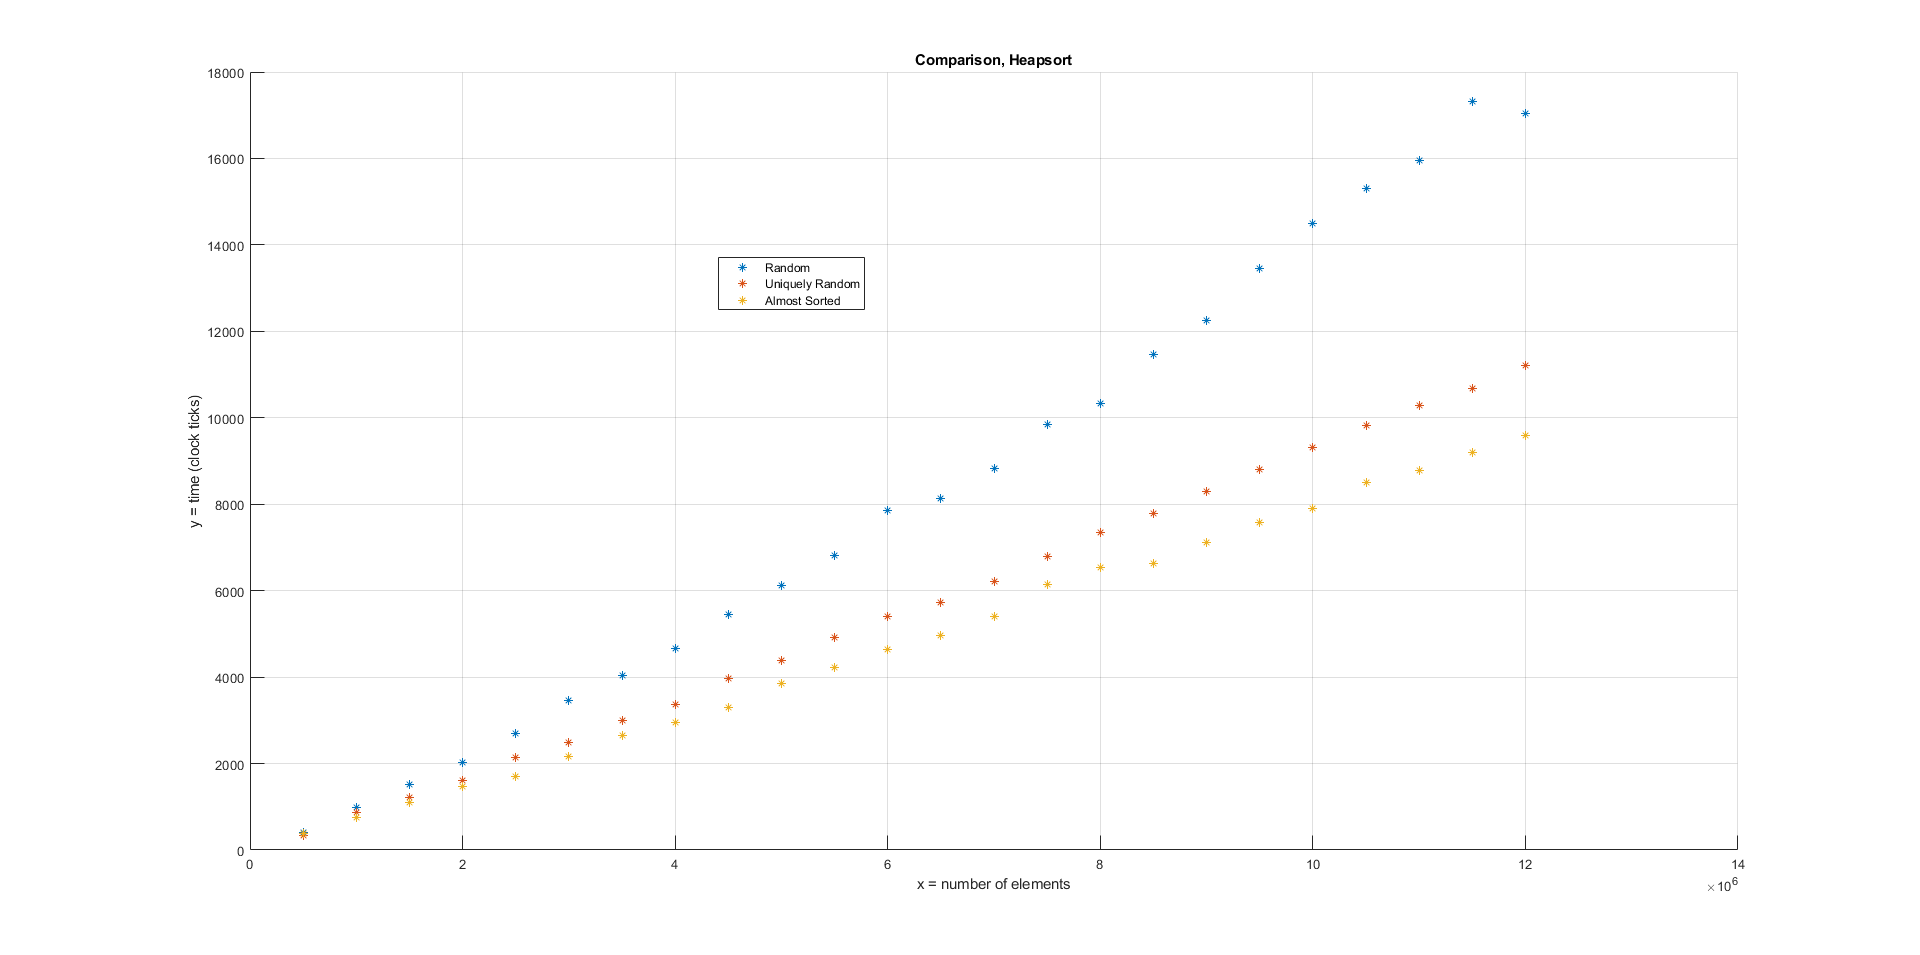 Comparison, Heapsort
18000
16000
14000
12000
10000
8000
6000
4000
2000
0
y = time (clock ticks)
Random
Uniquely Random
Almost Sorted
0 2 4 6 8 10 12 14
x = number of elements
×10^6